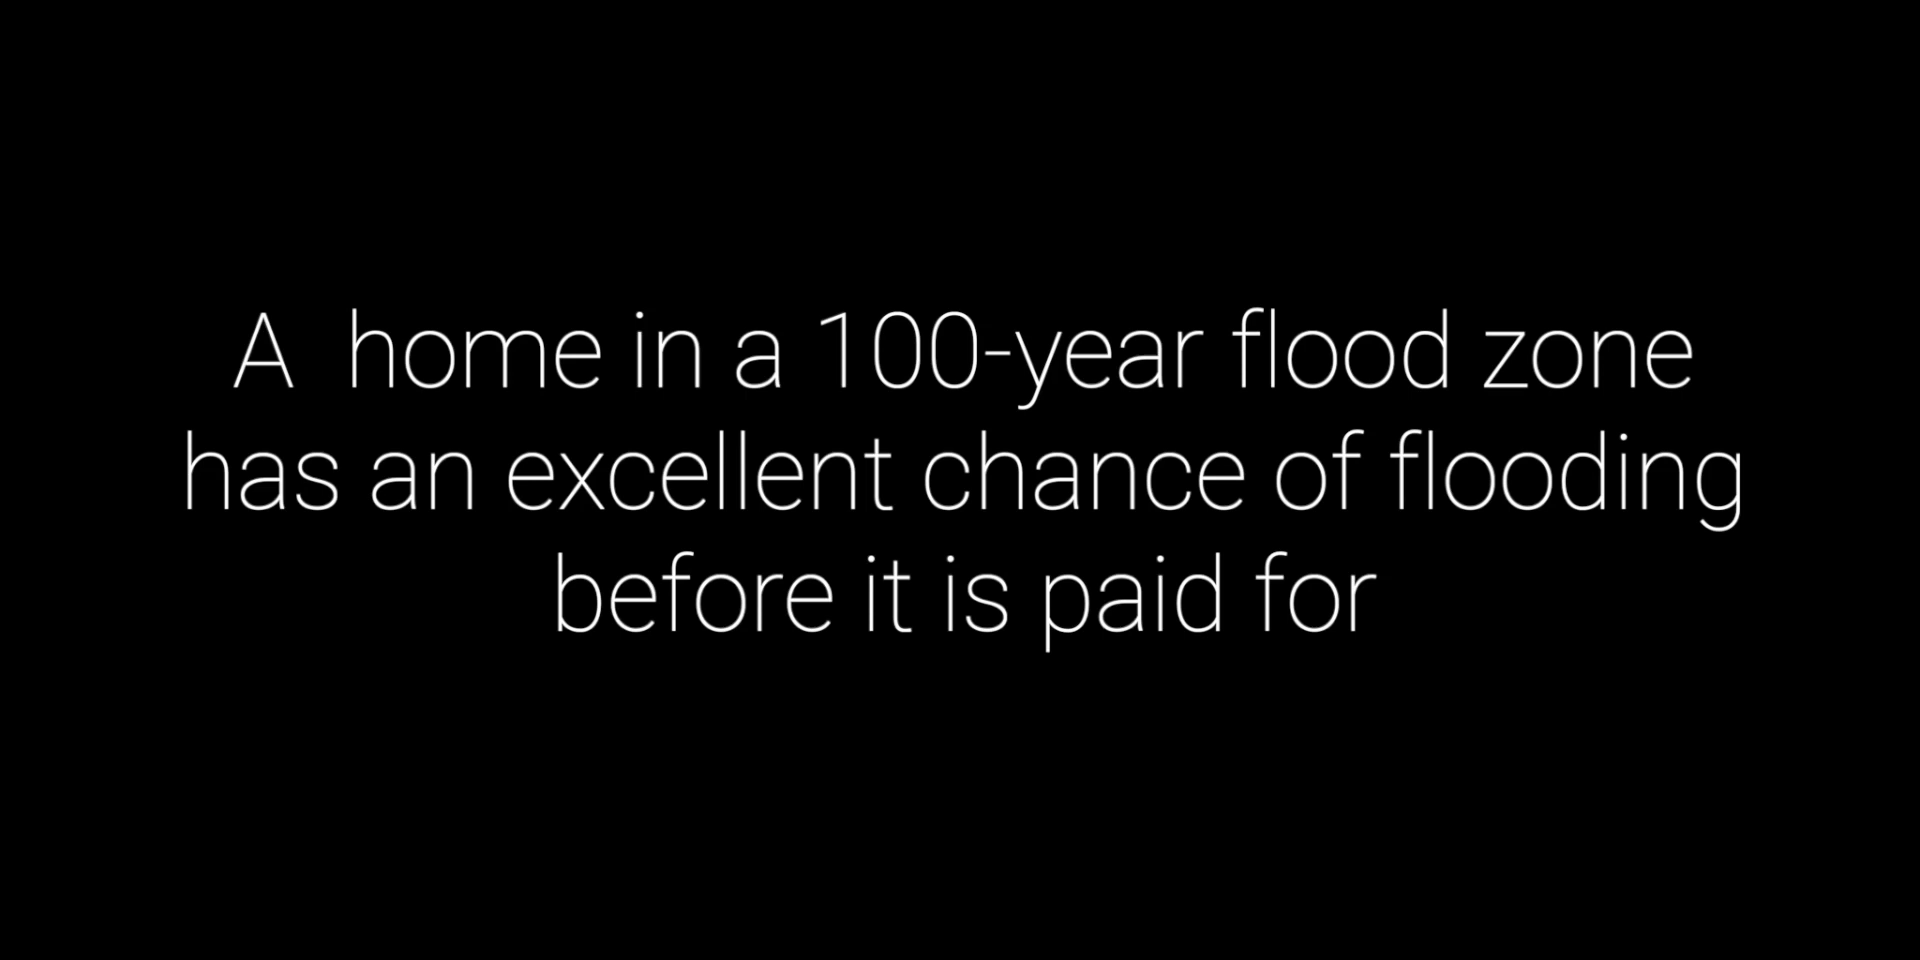 A  home in a 100-year flood zone
has an excellent chance of flooding
before it is paid for